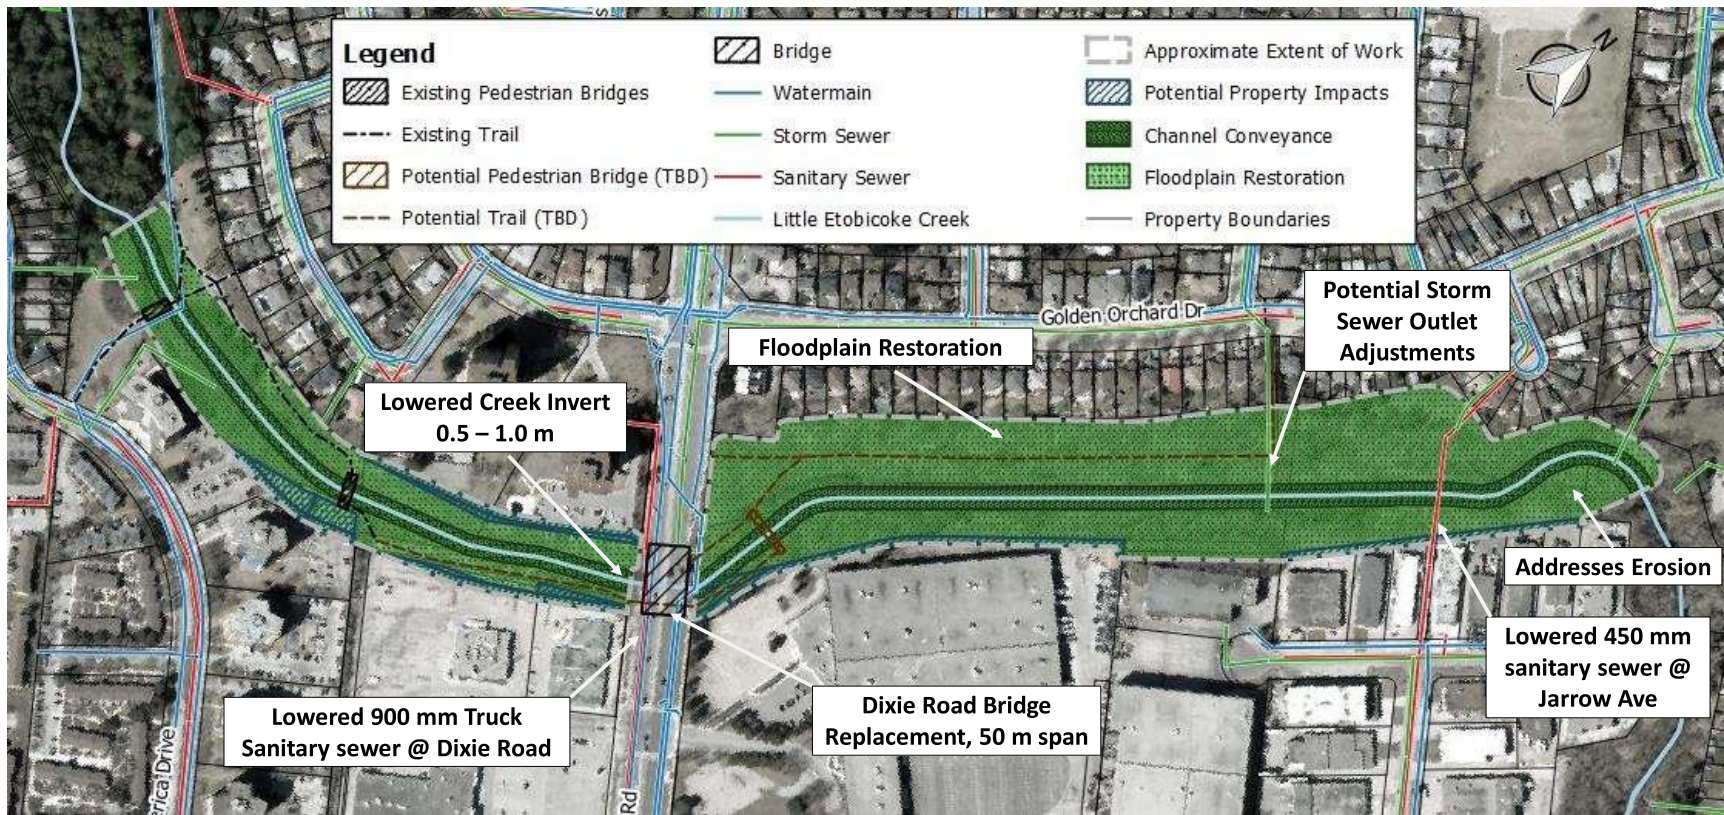 Legend
Existing Pedestrian Bridges
Existing Trail
Potential Pedestrian Bridge (TBD)
Potential Trail (TBD)
Bridge
Watermain
Storm Sewer
Sanitary Sewer
Little Etobicoke Creek
Approximate Extent of Work
Potential Property Impacts
Channel Conveyance
Floodplain Restoration
Property Boundaries
N
Golden Orchard Dr
Floodplain Restoration
Potential Storm
Sewer Outlet
Adjustments
Lowered Creek Invert
0.5 – 1.0 m
Addresses Erosion
Lowered 450 mm
sanitary sewer @
Jarrow Ave
Dixie Road Bridge
Replacement, 50 m span
Lowered 900 mm Truck
Sanitary sewer @ Dixie Road
Drive
Rd